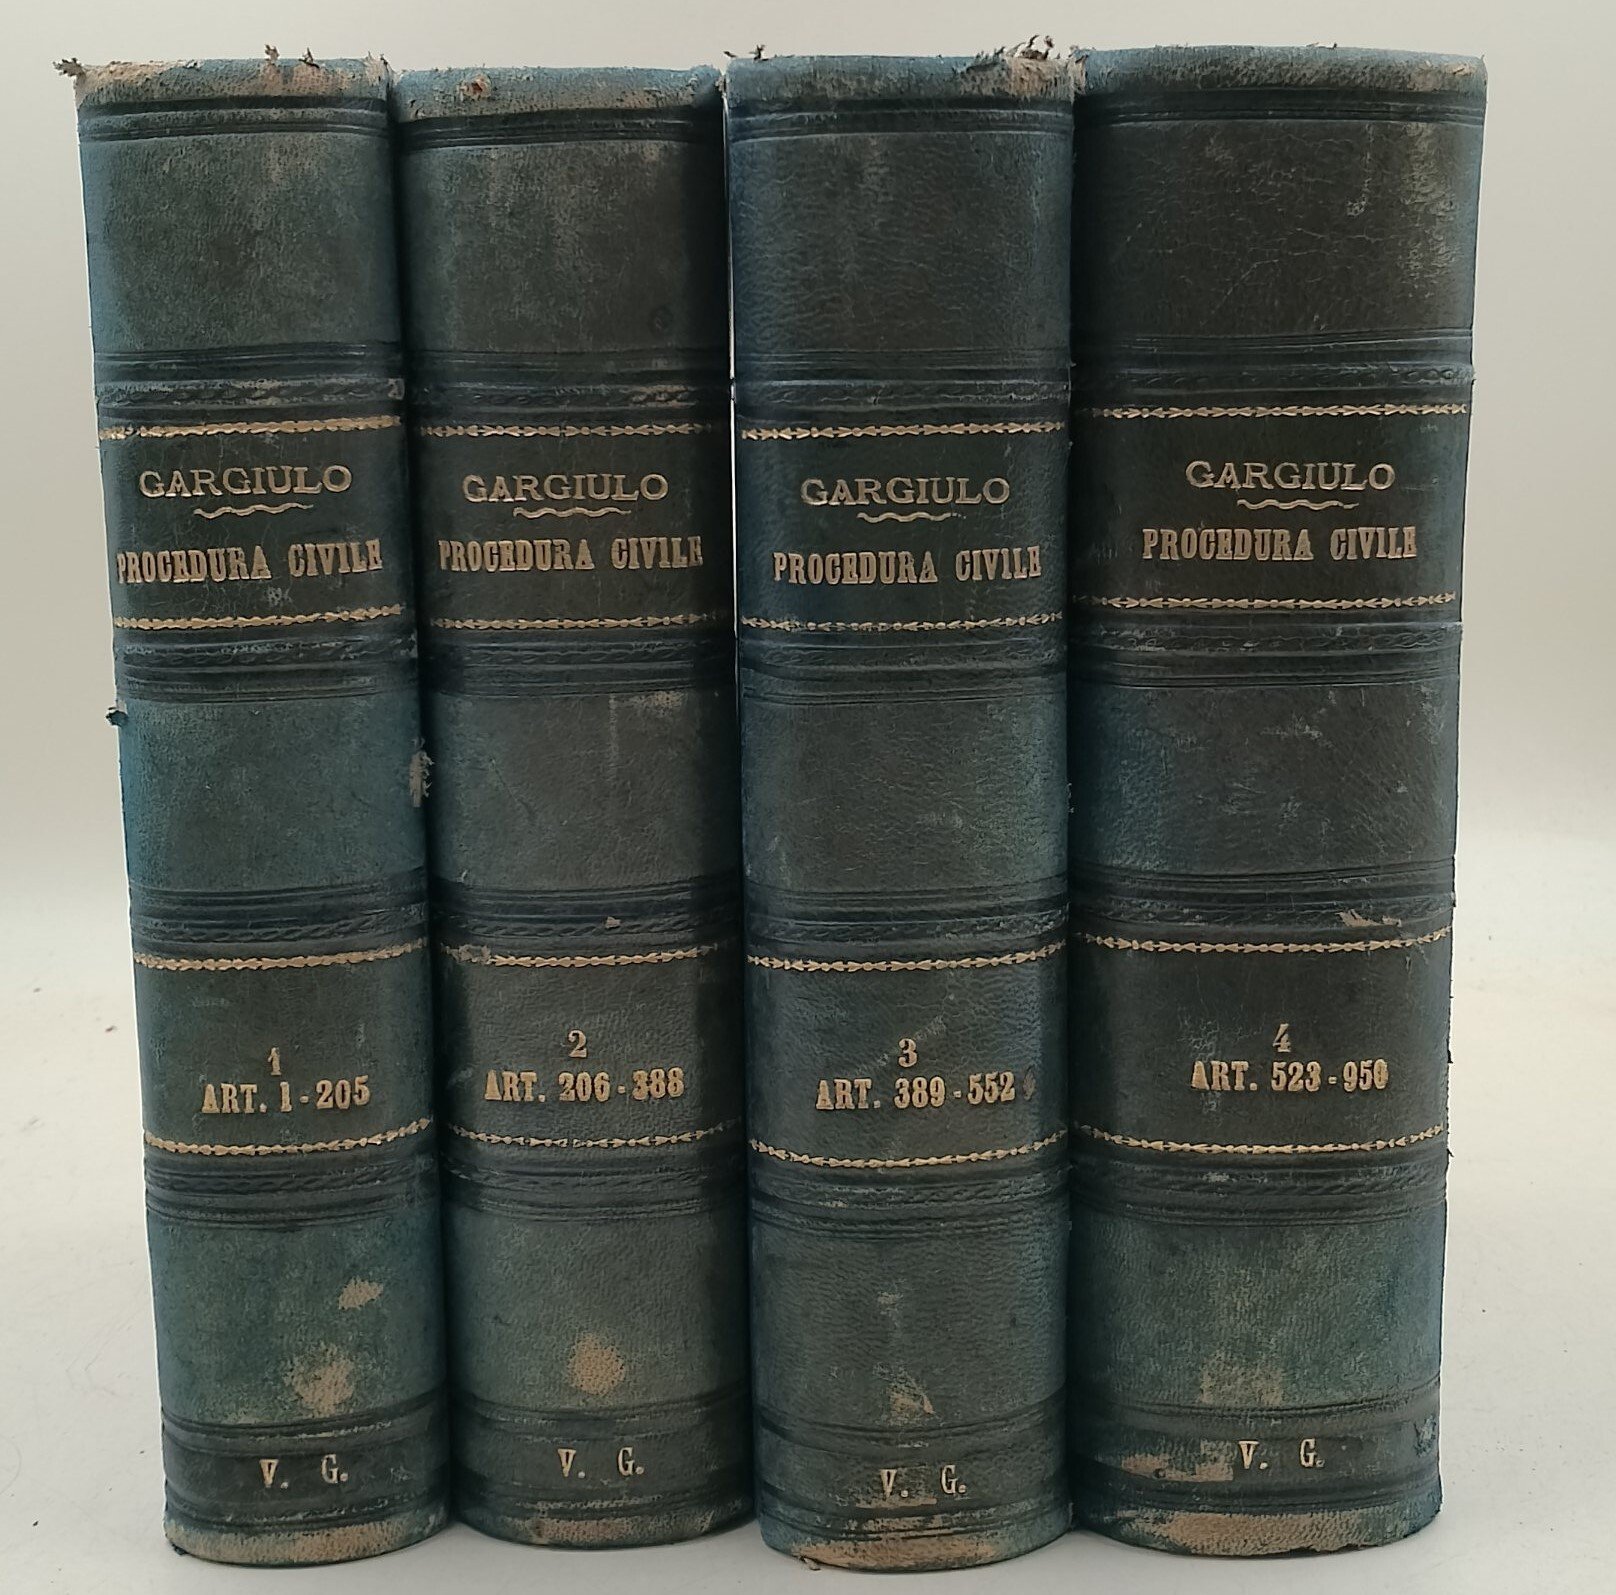 GARGIULO
PROCEDURA CIVILE
1
ART. 1-205
V. G.
GARGIULO
PROCEDURA CIVILE
2
ART. 206-388
V. G.
GARGIULO
PROCEDURA CIVILE
3
ART. 389-552
V. G.
GARGIULO
PROCEDURA CIVILE
4
ART. 523-950
V. G.